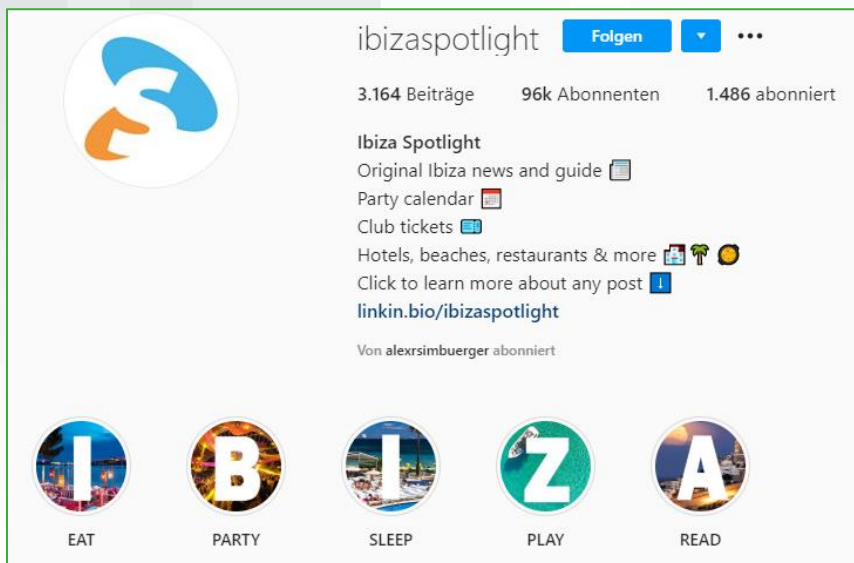 ibizaspotlight Folgen
3.164 Beiträge 96k Abonnenten 1.486 abonniert
Ibiza Spotlight
Original Ibiza news and guide
Party calendar
Club tickets
Hotels, beaches, restaurants & more
Click to learn more about any post
linkin.bio/ibizaspotlight
Von alexrsimbuerger abonniert
I B I Z A
EAT PARTY SLEEP PLAY READ